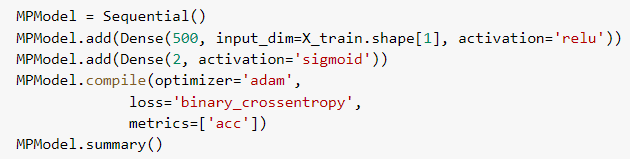 MPModel = Sequential()
MPModel.add(Dense(500, input_dim=X_train.shape[1], activation='relu'))
MPModel.add(Dense(2, activation='sigmoid'))
MPModel.compile(optimizer='adam',
              loss='binary_crossentropy',
              metrics=['acc'])
MPModel.summary()